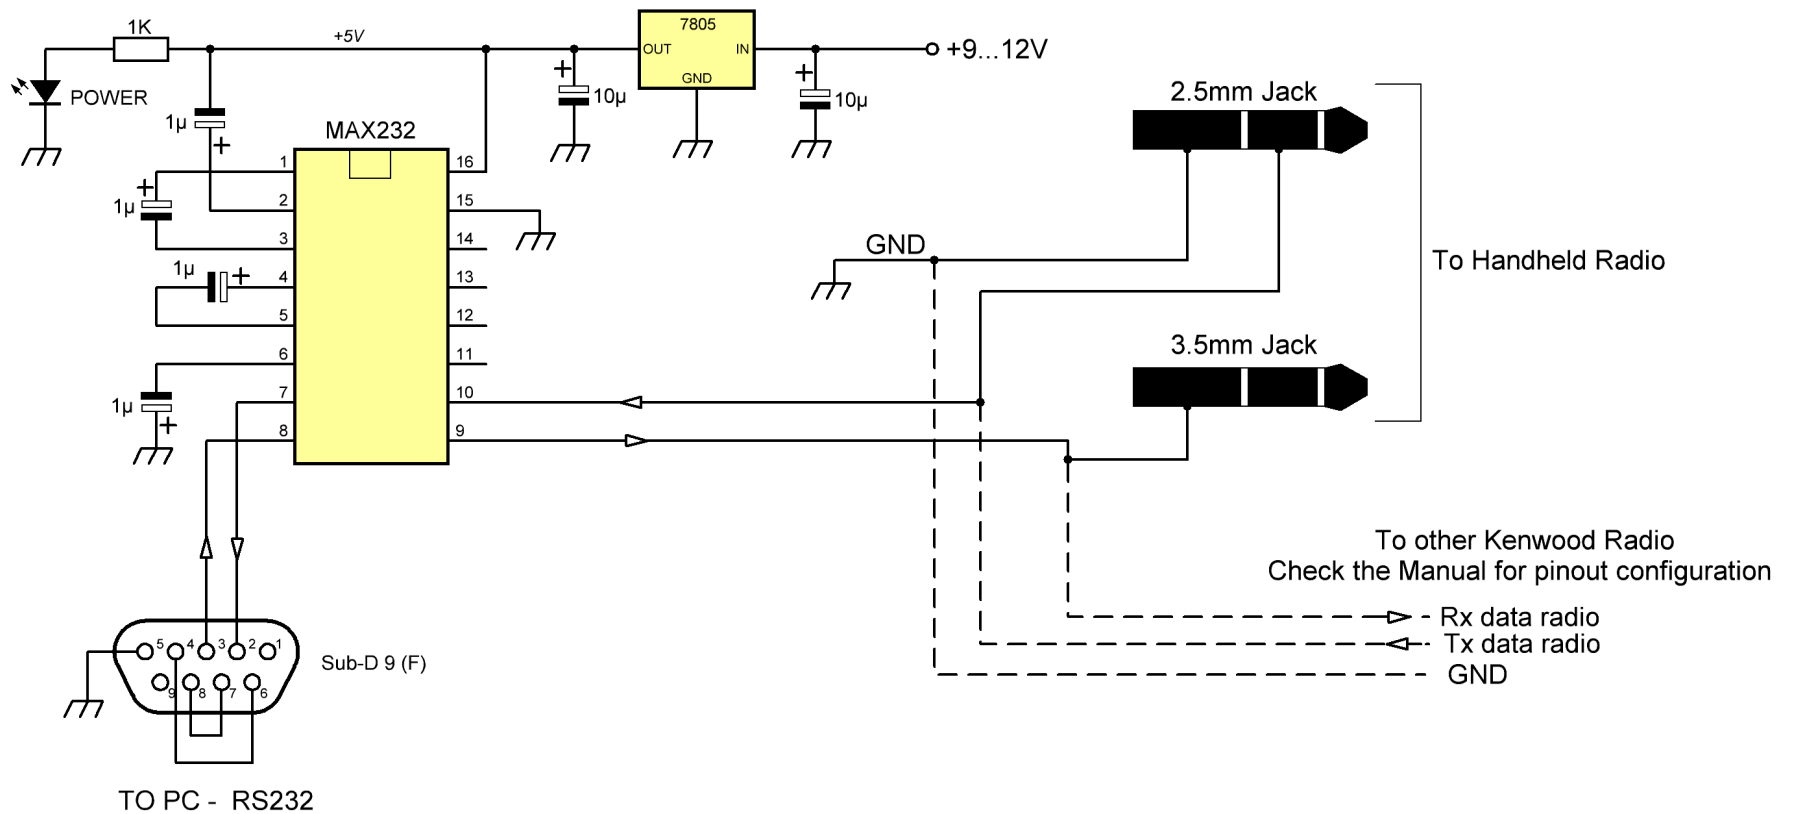 1K
+5V
7805
OUT
IN
GND
+9...12V
POWER
1µ
+
+
10µ
+
10µ
2.5mm Jack
MAX232
1
16
+
1µ
2
15
3
14
1µ
+
4
13
5
12
6
11
1µ
+
7
10
8
9
GND
To Handheld Radio
3.5mm Jack
To other Kenwood Radio
Check the Manual for pinout configuration
Rx data radio
Tx data radio
GND
5
4
3
2
1
9
8
7
6
Sub-D 9 (F)
TO PC - RS232